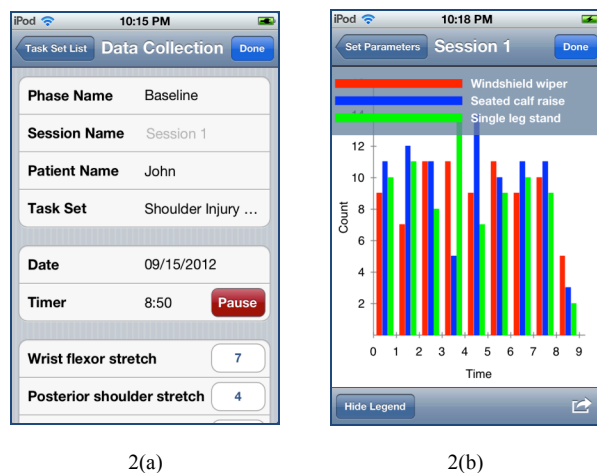 iPod 10:15 PM
Task Set List Data Collection Done
Phase Name Baseline
Session Name Session 1
Patient Name John
Task Set Shoulder Injury ...
Date 09/15/2012
Timer 8:50 Pause
Wrist flexor stretch 7
Posterior shoulder stretch 4
2(a)
iPod 10:18 PM
Set Parameters Session 1 Done
Windshield wiper
Seated calf raise
Single leg stand
12
10
8
6
4
2
Count
0 1 2 3 4 5 6 7 8 9
Time
Hide Legend
2(b)